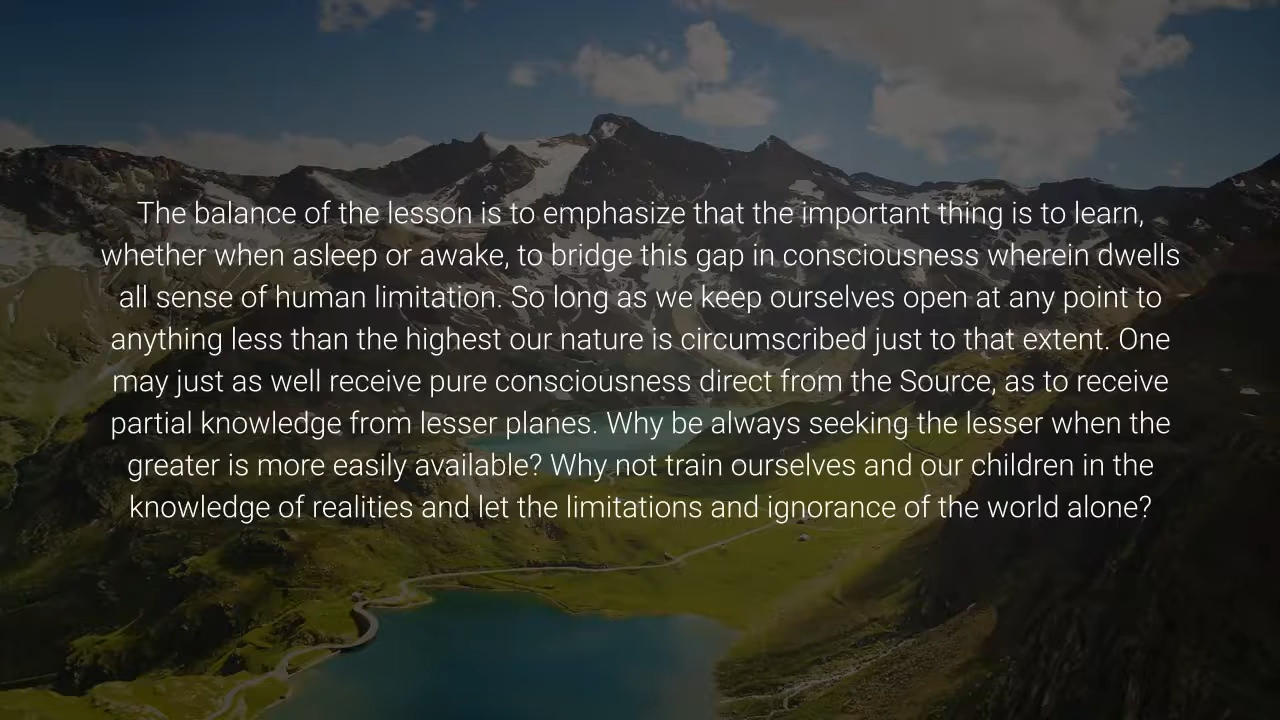 The balance of the lesson is to emphasize that the important thing is to learn,
whether when asleep or awake, to bridge this gap in consciousness wherein dwells
all sense of human limitation. So long as we keep ourselves open at any point to
anything less than the highest our nature is circumscribed just to that extent. One
may just as well receive pure consciousness direct from the Source, as to receive
partial knowledge from lesser planes. Why be always seeking the lesser when the
greater is more easily available? Why not train ourselves and our children in the
knowledge of realities and let the limitations and ignorance of the world alone?